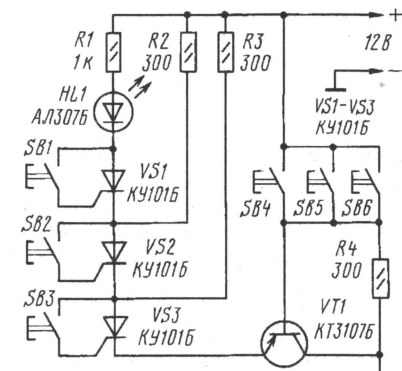 R1
1к
R2
300
R3
300
+
12В
−
HL1
АЛ307Б
VS1-VS3
КУ101Б
SB1
VS1
КУ101Б
SB4
SB5
SB6
SB2
VS2
КУ101Б
R4
300
SB3
VS3
КУ101Б
VT1
КТ3107Б